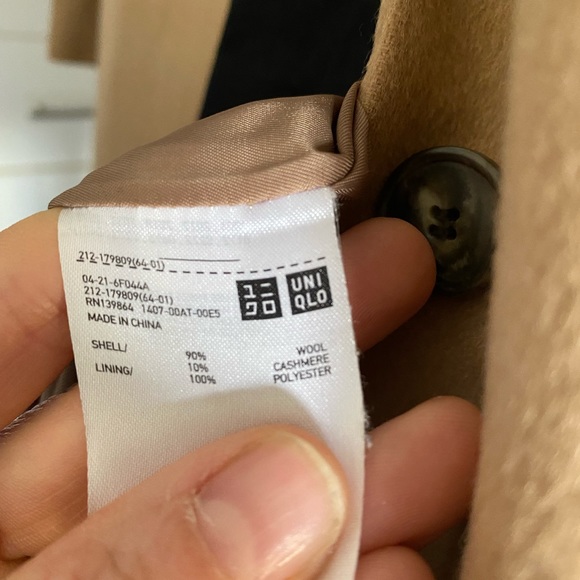 212-179809(64-01)
04-21-6F044A
212-179809(64-01)
RN139864 1407-00AT-00E5
MADE IN CHINA
ユニ
クロ
UNI
QLO
SHELL/ 90% WOOL
10% CASHMERE
LINING/ 100% POLYESTER